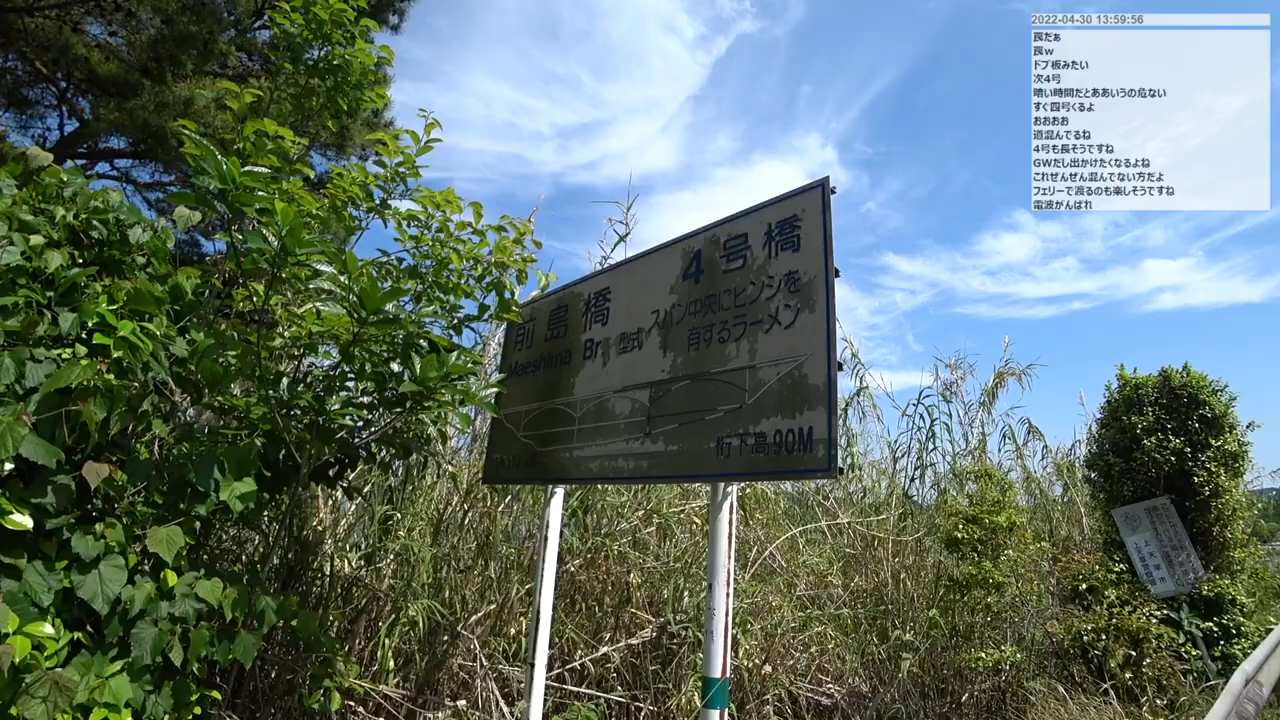 2022-04-30 13:59:56
罠だぁ
罠w
ドブ板みたい
次4号
暗い時間だとああいうの危ない
すぐ四号くるよ
おおおお
道混んでるね
4号も長そうですね
GWだし出かけたくなるよね
これぜんぜん混んでない方だよ
フェリーで渡るのも楽しそうですね
電波がんばれ
前島橋 4号橋
Maeshima Br. 型式 スパン中央にヒンジを
有するラーメン
桁下高90M
上天草市